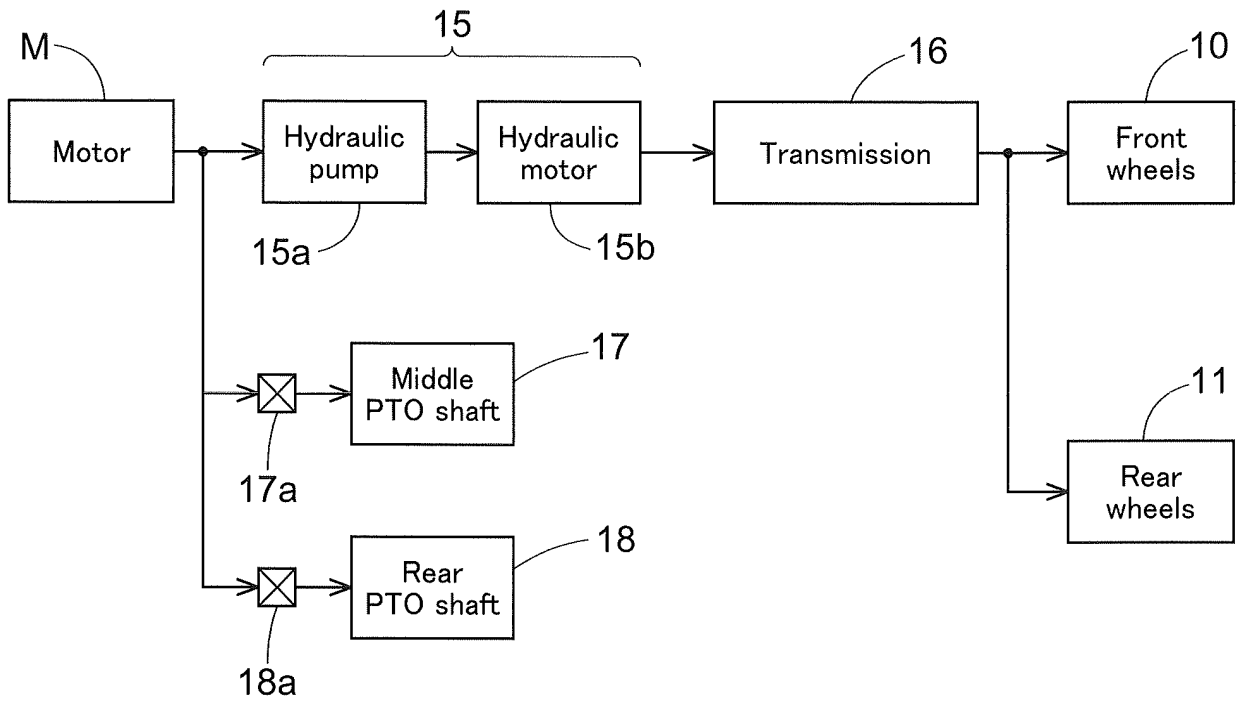 M
15
16
10
Motor
Hydraulic
pump
Hydraulic
motor
Transmission
Front
wheels
15a
15b
17
Middle
PTO shaft
17a
11
Rear
wheels
18
Rear
PTO shaft
18a